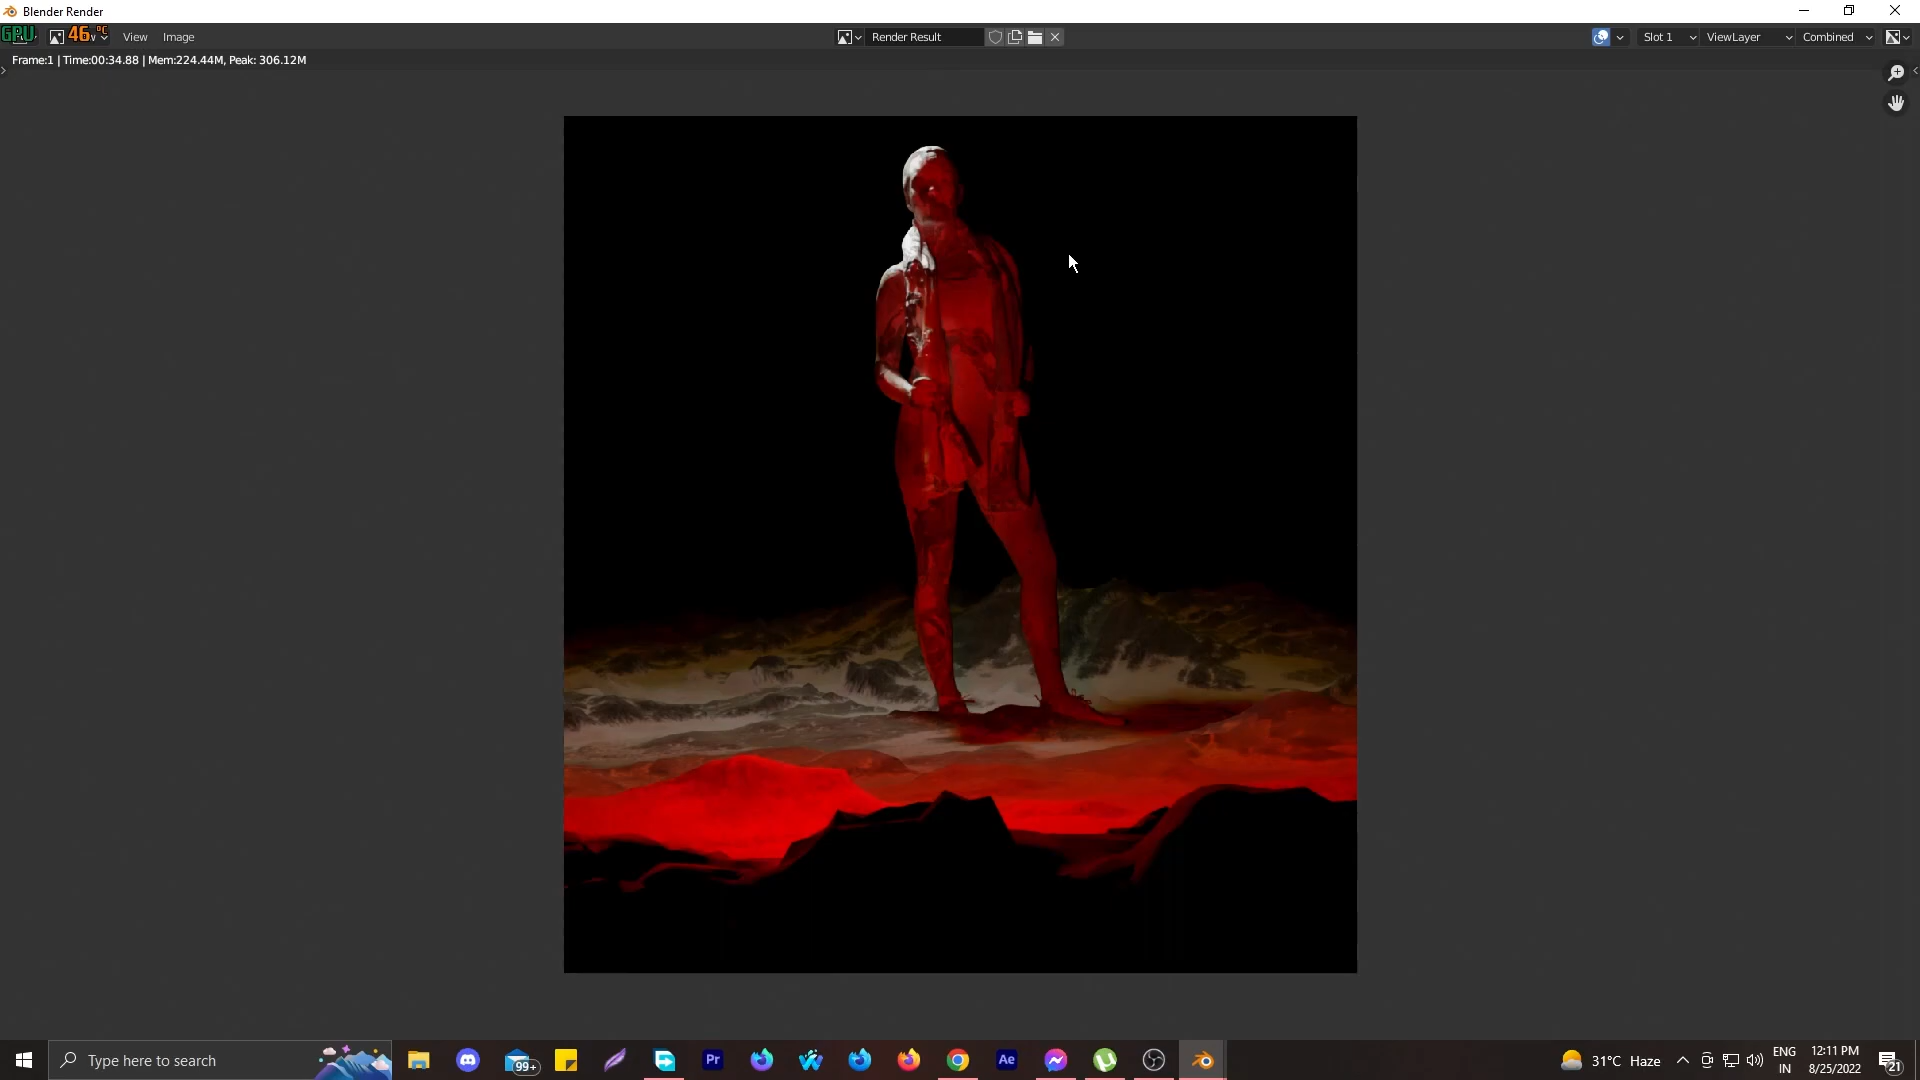 Blender Render
GPU 46 °C
View Image
Render Result
Slot 1 ViewLayer Combined
Frame:1 | Time:00:34.88 | Mem:224.44M, Peak: 306.12M
Type here to search
99+
Pr
Ae
31°C Haze
ENG
IN
12:11 PM
8/25/2022
21